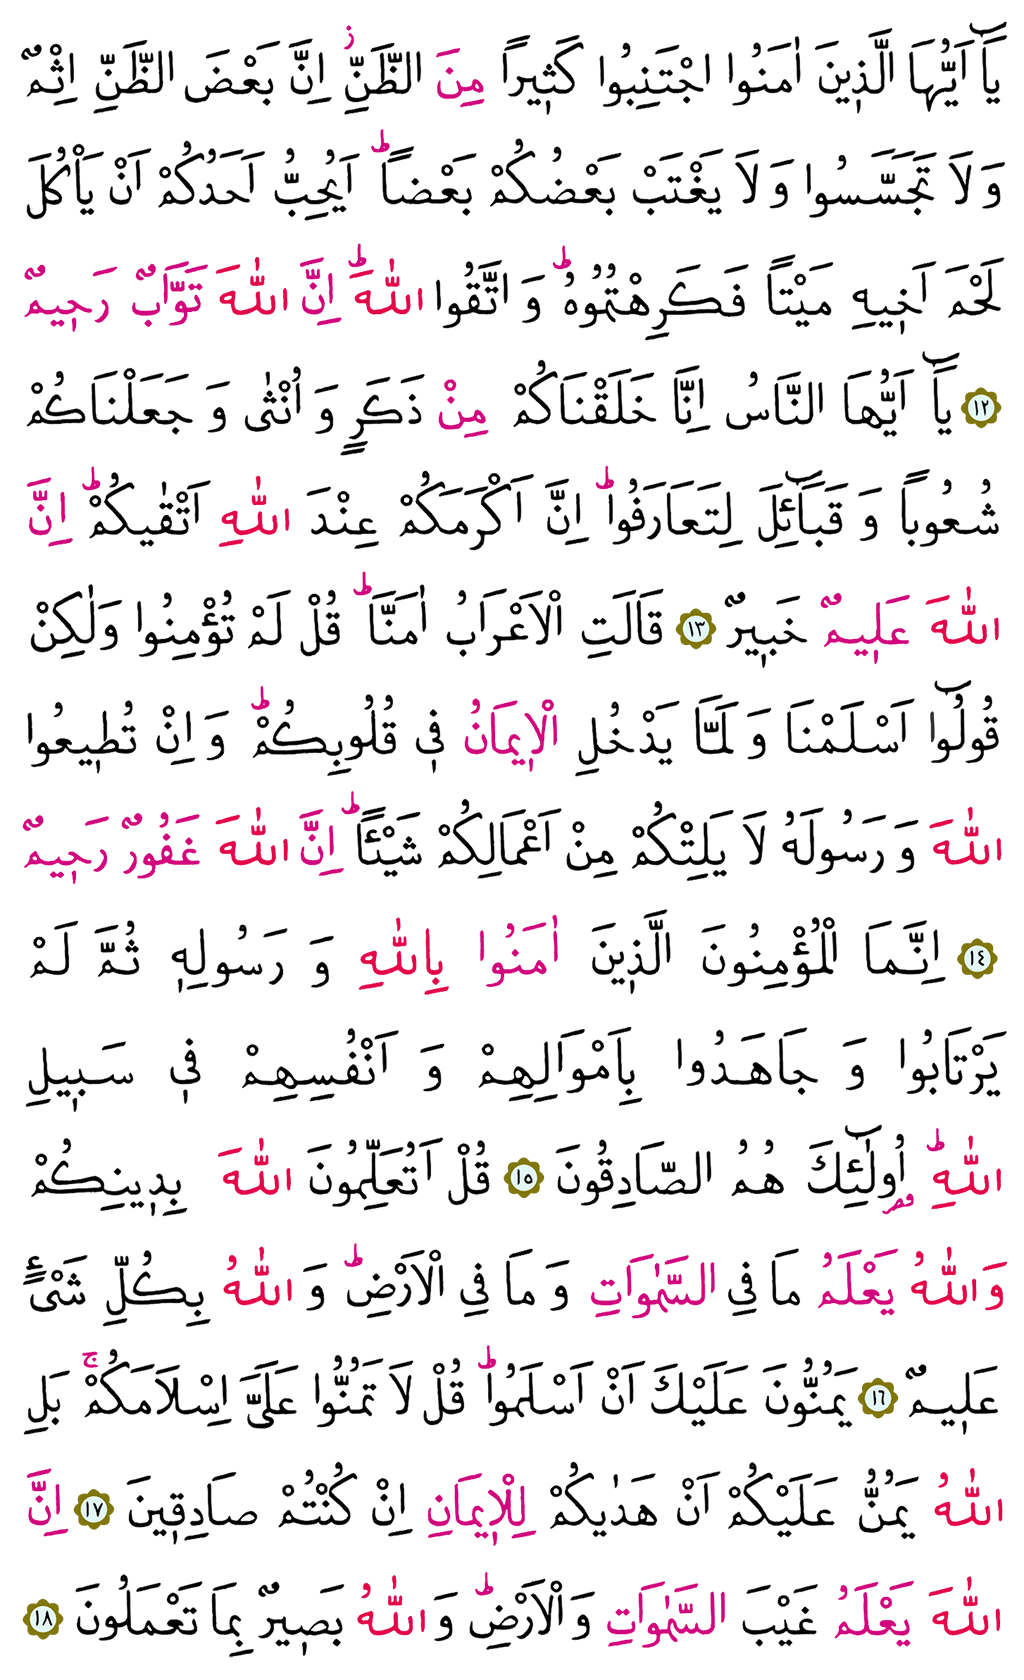 يَٓا اَيُّهَا الَّذٖينَ اٰمَنُوا اجْتَنِبُوا كَثٖيراً مِنَ الظَّنِّؗ اِنَّ بَعْضَ الظَّنِّ اِثْمٌ
وَلَا تَجَسَّسُوا وَلَا يَغْتَبْ بَعْضُكُمْ بَعْضاًؕ اَيُحِبُّ اَحَدُكُمْ اَنْ يَأْكُلَ
لَحْمَ اَخٖيهِ مَيْتاً فَكَرِهْتُمُوهُؕ وَاتَّقُوا اللّٰهَؕ اِنَّ اللّٰهَ تَوَّابٌ رَحٖيمٌ
﴿١٢﴾ يَٓا اَيُّهَا النَّاسُ اِنَّا خَلَقْنَاكُمْ مِنْ ذَكَرٍ وَاُنْثٰى وَجَعَلْنَاكُمْ
شُعُوباً وَقَبَٓائِلَ لِتَعَارَفُواؕ اِنَّ اَكْرَمَكُمْ عِنْدَ اللّٰهِ اَتْقٰيكُمْؕ اِنَّ
اللّٰهَ عَلٖيمٌ خَبٖيرٌ ﴿١٣﴾ قَالَتِ الْاَعْرَابُ اٰمَنَّاؕ قُلْ لَمْ تُؤْمِنُوا وَلٰكِنْ
قُولُٓوا اَسْلَمْنَا وَلَمَّا يَدْخُلِ الْاٖيمَانُ فٖي قُلُوبِكُمْؕ وَاِنْ تُطٖيعُوا
اللّٰهَ وَرَسُولَهُ لَا يَلِتْكُمْ مِنْ اَعْمَالِكُمْ شَيْـٔاًؕ اِنَّ اللّٰهَ غَفُورٌ رَحٖيمٌ
﴿١٤﴾ اِنَّمَا الْمُؤْمِنُونَ الَّذٖينَ اٰمَنُوا بِاللّٰهِ وَرَسُولِهٖ ثُمَّ لَمْ
يَرْتَابُوا وَجَاهَدُوا بِاَمْوَالِهِمْ وَاَنْفُسِهِمْ فٖي سَبٖيلِ
اللّٰهِؕ اُو۬لٰٓئِكَ هُمُ الصَّادِقُونَ ﴿١٥﴾ قُلْ اَتُعَلِّمُونَ اللّٰهَ بِدٖينِكُمْ
وَاللّٰهُ يَعْلَمُ مَا فِي السَّمٰوَاتِ وَمَا فِي الْاَرْضِؕ وَاللّٰهُ بِكُلِّ شَيْءٍ
عَلٖيمٌ ﴿١٦﴾ يَمُنُّونَ عَلَيْكَ اَنْ اَسْلَمُواؕ قُلْ لَا تَمُنُّوا عَلَيَّ اِسْلَامَكُمْۚ بَلِ
اللّٰهُ يَمُنُّ عَلَيْكُمْ اَنْ هَدٰيكُمْ لِلْاٖيمَانِ اِنْ كُنْتُمْ صَادِقٖينَ ﴿١٧﴾ اِنَّ
اللّٰهَ يَعْلَمُ غَيْبَ السَّمٰوَاتِ وَالْاَرْضِؕ وَاللّٰهُ بَصٖيرٌ بِمَا تَعْمَلُونَ ﴿١٨﴾